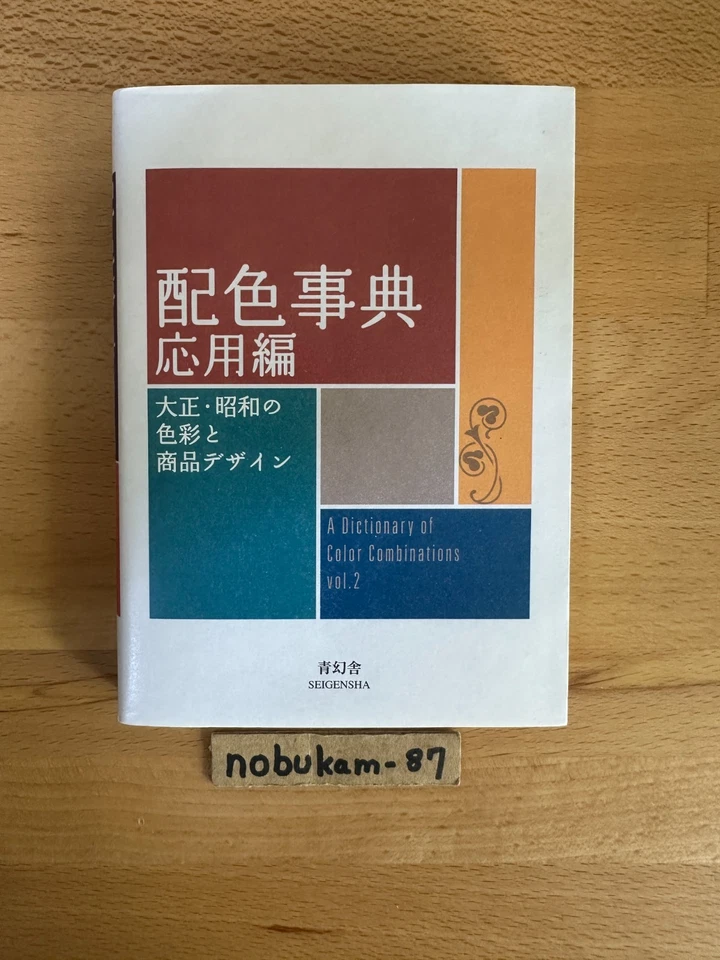 配色事典
応用編
大正・昭和の
色彩と
商品デザイン
A Dictionary of
Color Combinations
vol.2
青幻舎
SEIGENSHA
nobukam-87